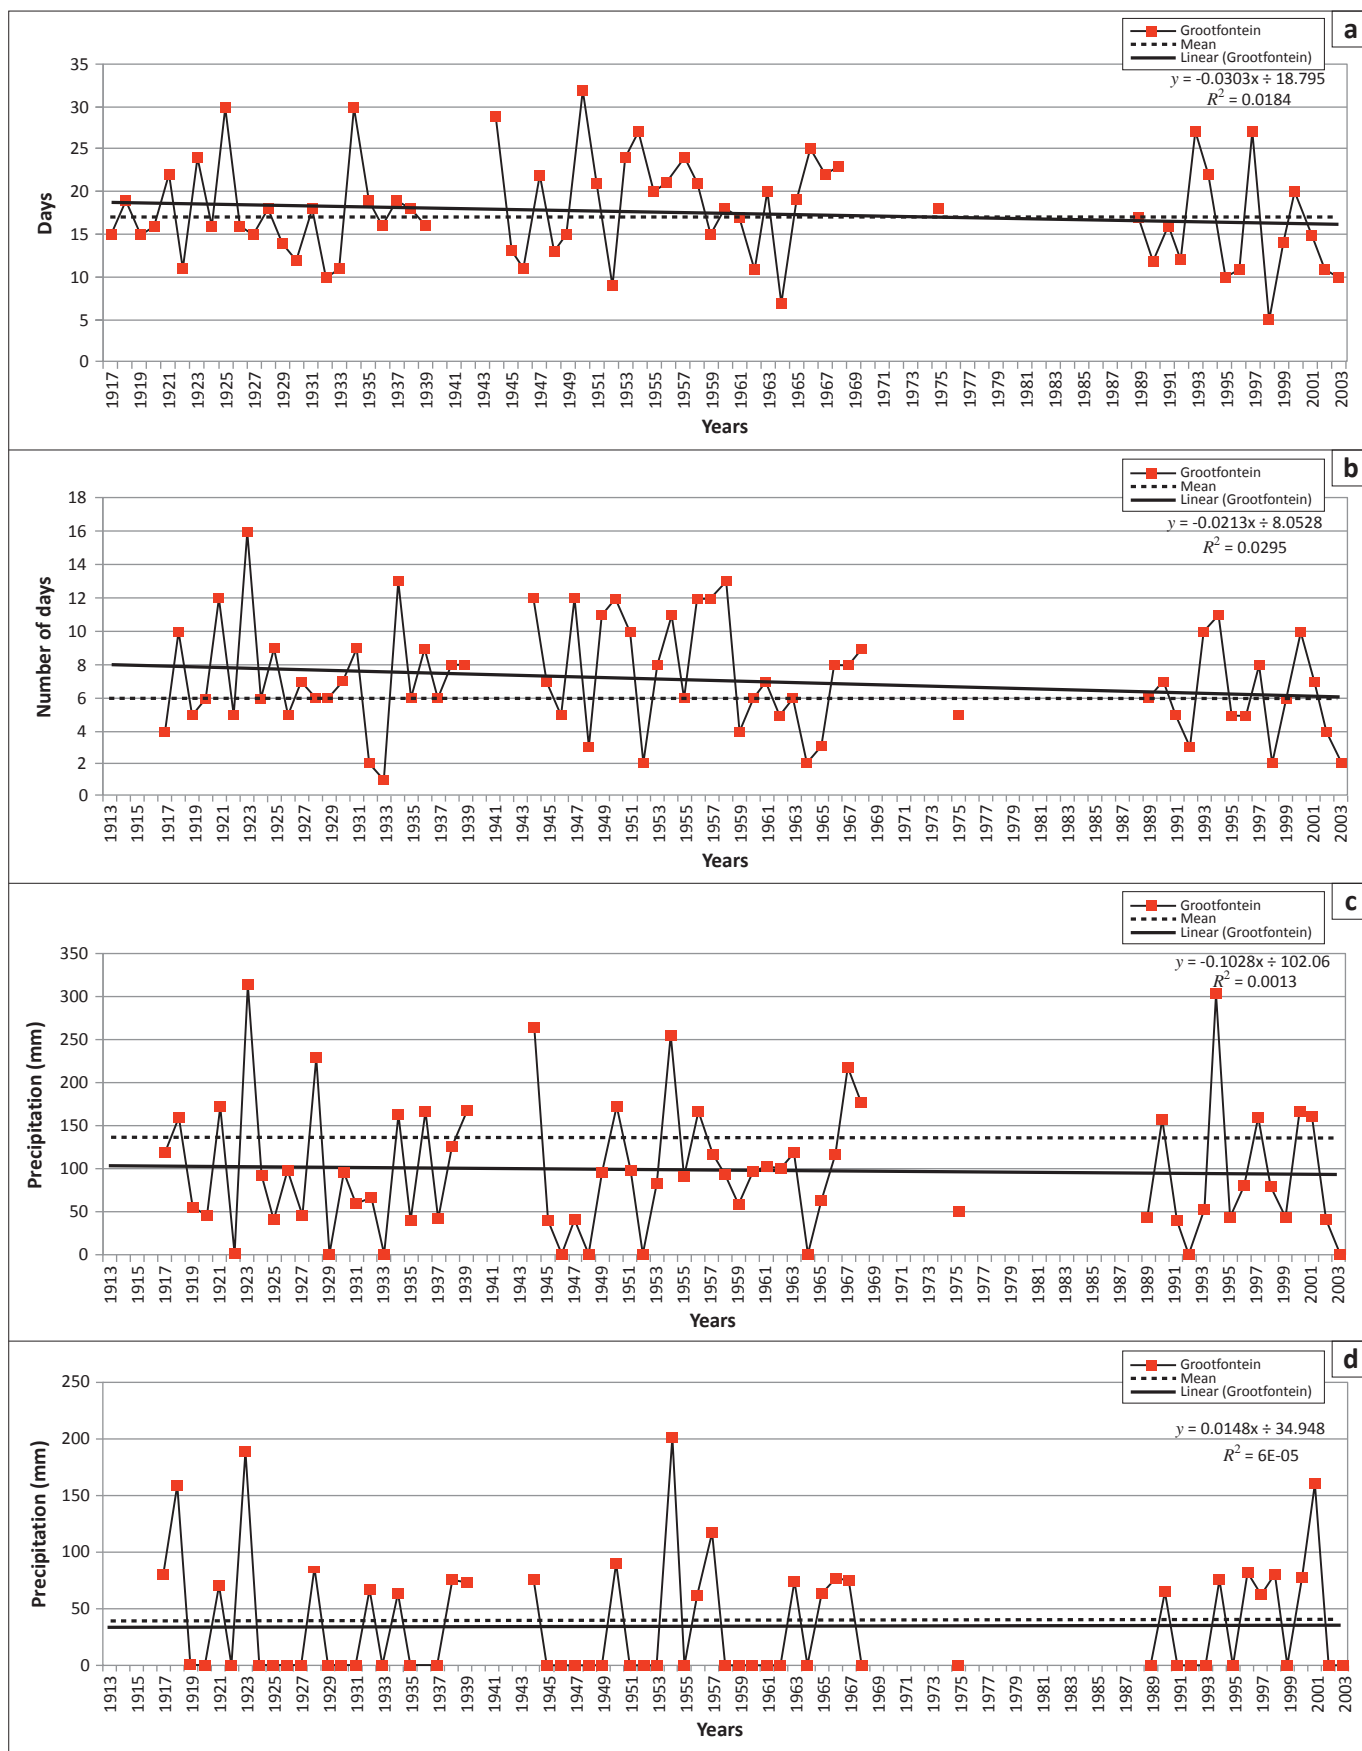 a
Grootfontein
Mean
Linear (Grootfontein)
y = -0.0303x ÷ 18.795
R² = 0.0184
35
30
25
20
15
10
5
0
Days
1917 1919 1921 1923 1925 1927 1929 1931 1933 1935 1937 1939 1941 1943 1945 1947 1949 1951 1953 1955 1957 1959 1961 1963 1965 1967 1969 1971 1973 1975 1977 1979 1981 1983 1985 1987 1989 1991 1993 1995 1997 1999 2001 2003
Years
b
Grootfontein
Mean
Linear (Grootfontein)
y = -0.0213x ÷ 8.0528
R² = 0.0295
18
16
14
12
10
8
6
4
2
0
Number of days
1913 1915 1917 1919 1921 1923 1925 1927 1929 1931 1933 1935 1937 1939 1941 1943 1945 1947 1949 1951 1953 1955 1957 1959 1961 1963 1965 1967 1969 1971 1973 1975 1977 1979 1981 1983 1985 1987 1989 1991 1993 1995 1997 1999 2001 2003
Years
c
Grootfontein
Mean
Linear (Grootfontein)
y = -0.1028x ÷ 102.06
R² = 0.0013
350
300
250
200
150
100
50
0
Precipitation (mm)
1913 1915 1917 1919 1921 1923 1925 1927 1929 1931 1933 1935 1937 1939 1941 1943 1945 1947 1949 1951 1953 1955 1957 1959 1961 1963 1965 1967 1969 1971 1973 1975 1977 1979 1981 1983 1985 1987 1989 1991 1993 1995 1997 1999 2001 2003
Years
d
Grootfontein
Mean
Linear (Grootfontein)
y = 0.0148x ÷ 34.948
R² = 6E-05
250
200
150
100
50
0
Precipitation (mm)
1913 1915 1917 1919 1921 1923 1925 1927 1929 1931 1933 1935 1937 1939 1941 1943 1945 1947 1949 1951 1953 1955 1957 1959 1961 1963 1965 1967 1969 1971 1973 1975 1977 1979 1981 1983 1985 1987 1989 1991 1993 1995 1997 1999 2001 2003
Years